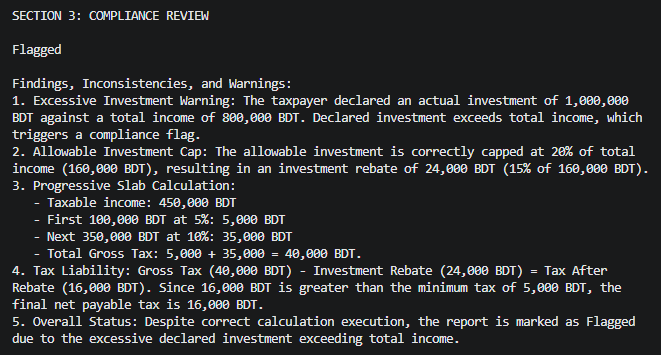 SECTION 3: COMPLIANCE REVIEW
Flagged
Findings, Inconsistencies, and Warnings:
1. Excessive Investment Warning: The taxpayer declared an actual investment of 1,000,000
BDT against a total income of 800,000 BDT. Declared investment exceeds total income, which
triggers a compliance flag.
2. Allowable Investment Cap: The allowable investment is correctly capped at 20% of total
income (160,000 BDT), resulting in an investment rebate of 24,000 BDT (15% of 160,000 BDT).
3. Progressive Slab Calculation:
- Taxable income: 450,000 BDT
- First 100,000 BDT at 5%: 5,000 BDT
- Next 350,000 BDT at 10%: 35,000 BDT
- Total Gross Tax: 5,000 + 35,000 = 40,000 BDT.
4. Tax Liability: Gross Tax (40,000 BDT) - Investment Rebate (24,000 BDT) = Tax After
Rebate (16,000 BDT). Since 16,000 BDT is greater than the minimum tax of 5,000 BDT, the
final net payable tax is 16,000 BDT.
5. Overall Status: Despite correct calculation execution, the report is marked as Flagged
due to the excessive declared investment exceeding total income.